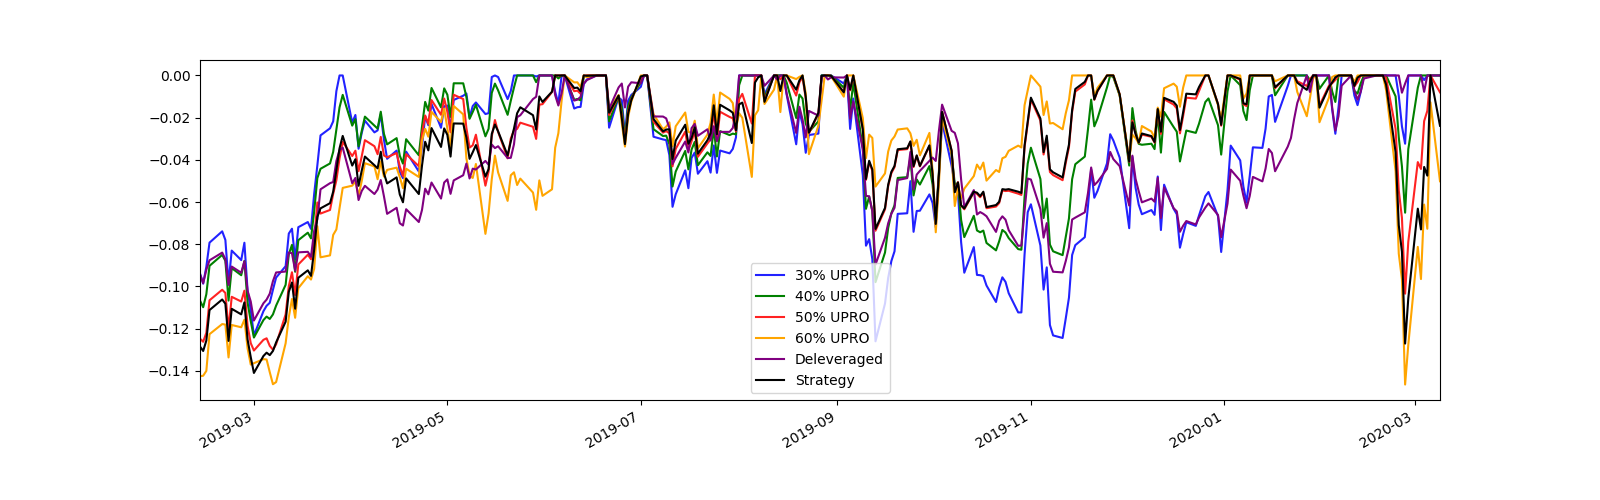 0.00
−0.02
−0.04
−0.06
−0.08
−0.10
−0.12
−0.14
30% UPRO
40% UPRO
50% UPRO
60% UPRO
Deleveraged
Strategy
2019-03
2019-05
2019-07
2019-09
2019-11
2020-01
2020-03